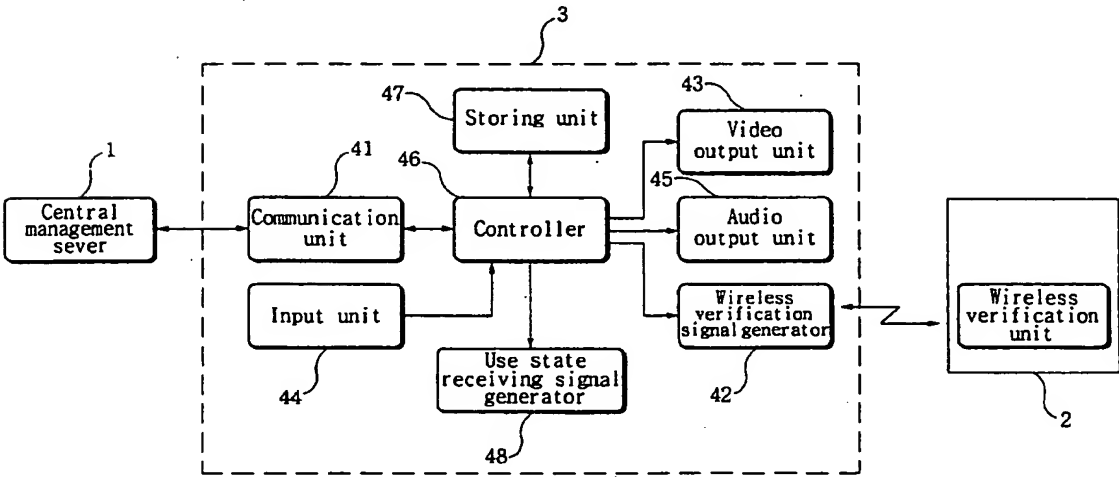 3
47
Storing unit
43
Video
output unit
1
Central
management
sever
41
Communication
unit
46
Controller
45
Audio
output unit
Input unit
44
Use state
receiving signal
generator
48
Wireless
verification
signal generator
42
Wireless
verification
unit
2